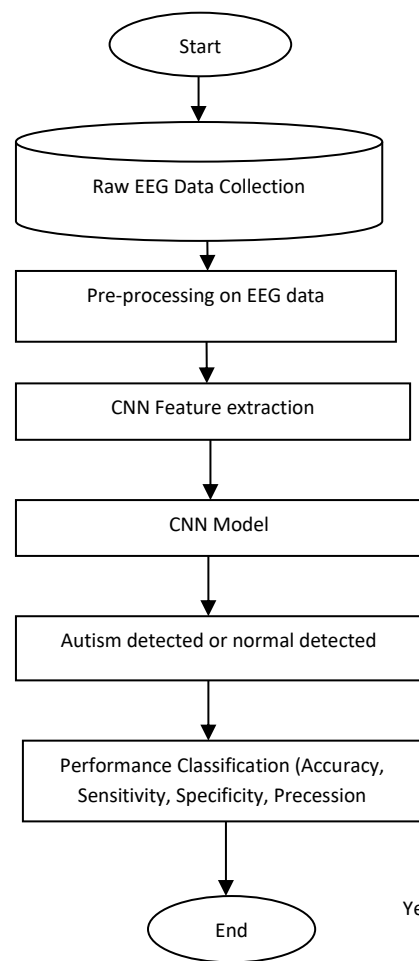 Start
Raw EEG Data Collection
Pre-processing on EEG data
CNN Feature extraction
CNN Model
Autism detected or normal detected
Performance Classification (Accuracy,
Sensitivity, Specificity, Precession
End
Ye